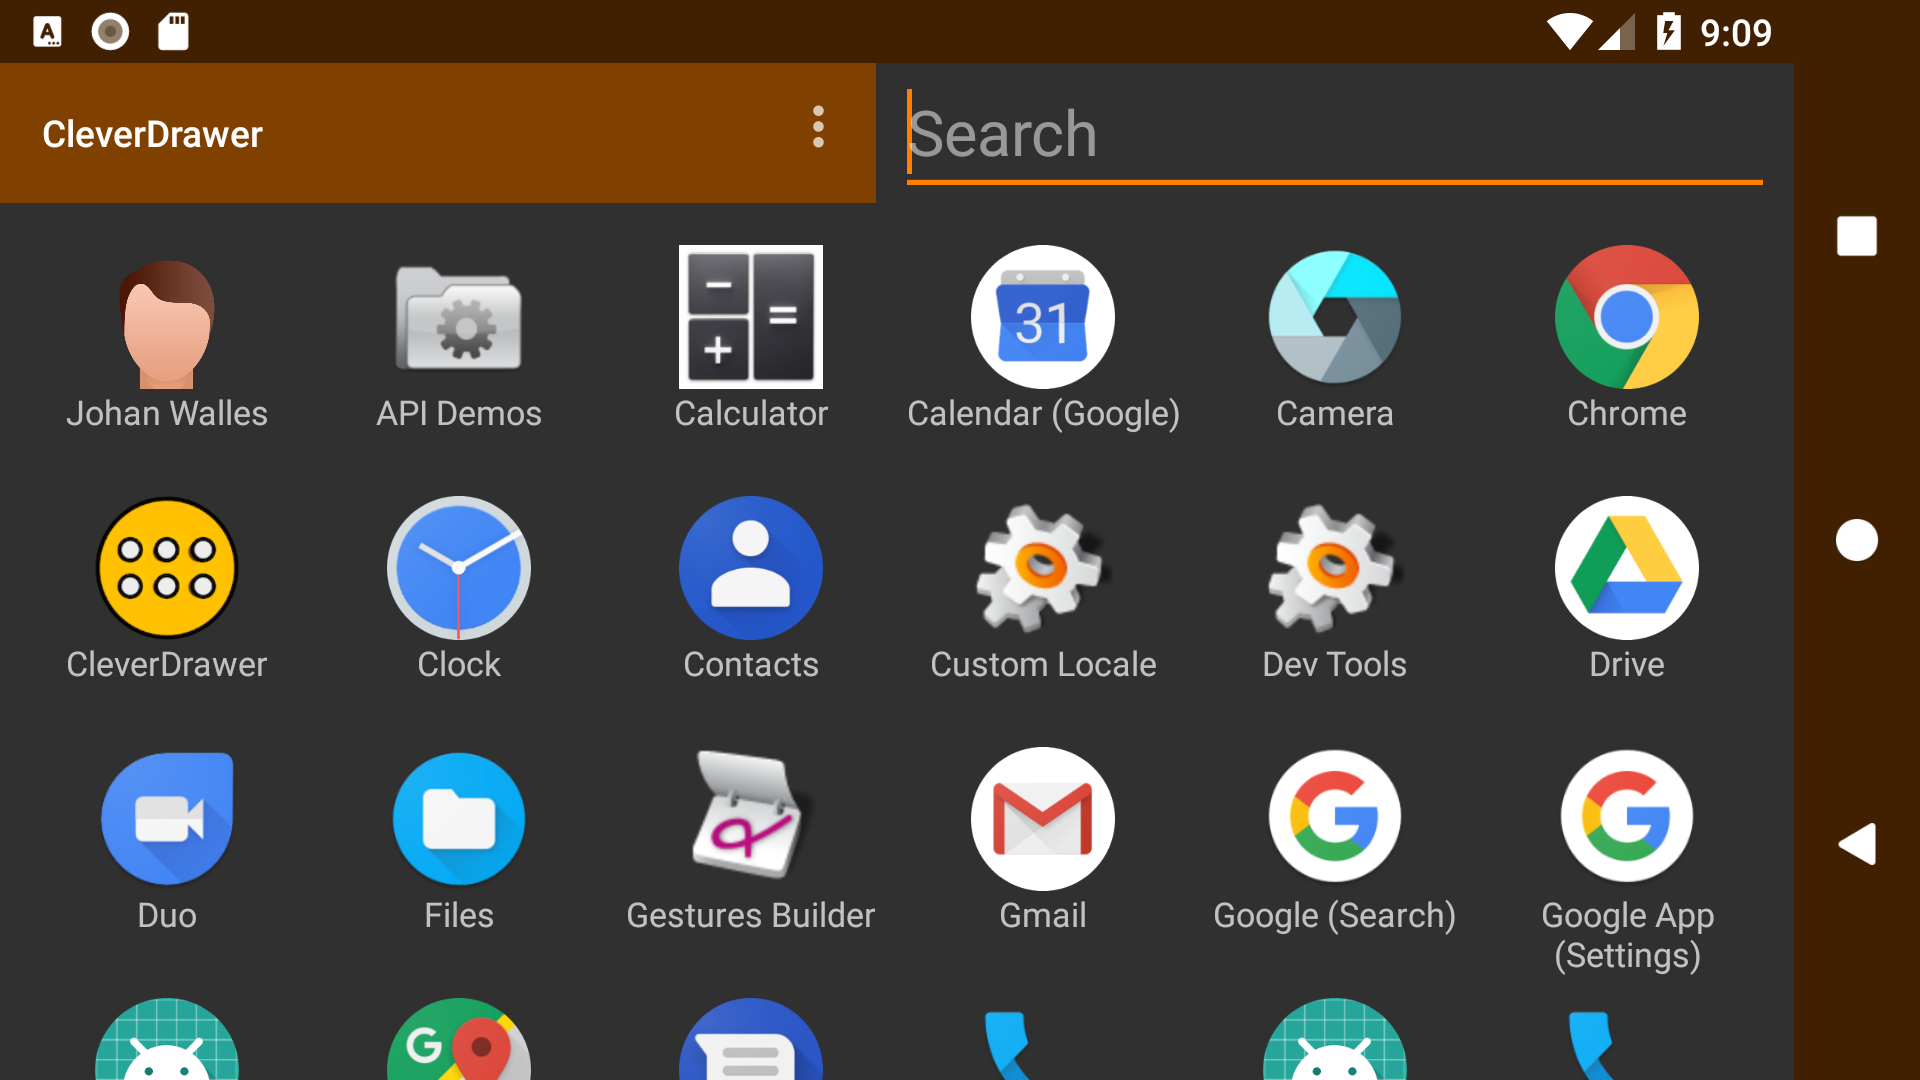 9:09
CleverDrawer
Search
31
Johan Walles
API Demos
Calculator
Calendar (Google)
Camera
Chrome
CleverDrawer
Clock
Contacts
Custom Locale
Dev Tools
Drive
Duo
Files
Gestures Builder
Gmail
Google (Search)
Google App
(Settings)